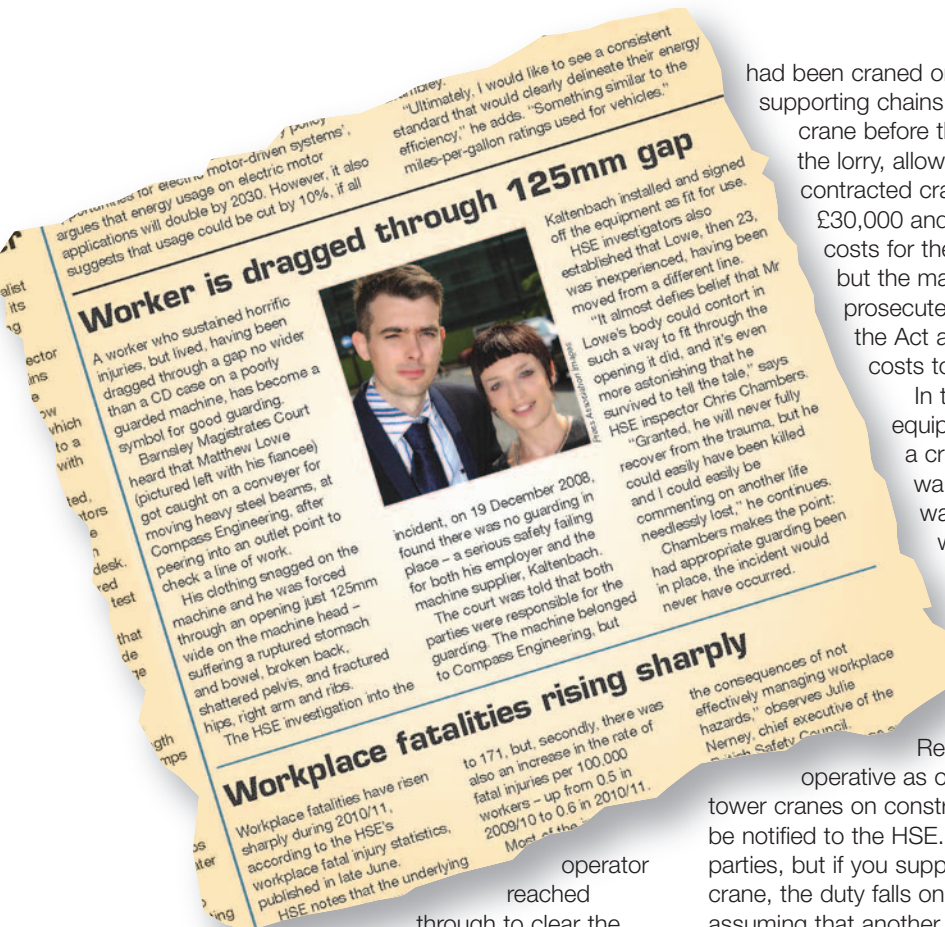 "Ultimately, I would like to see a consistent
standard that would clearly delineate their energy
efficiency," he adds. "Something similar to the
miles-per-gallon ratings used for vehicles."
motor-driven systems',
argues that energy usage on electric motor
applications will double by 2030. However, it also
suggests that usage could be cut by 10%, if all
Worker is dragged through 125mm gap
A worker who sustained horrific
injuries, but lived, having been
dragged through a gap no wider
than a CD case on a poorly
guarded machine, has become a
symbol for good guarding.
Barnsley Magistrates Court
heard that Matthew Lowe
(pictured left with his fiancee)
got caught on a conveyer for
moving heavy steel beams, at
Compass Engineering, after
peering into an outlet point to
check a line of work.
His clothing snagged on the
machine and he was forced
through an opening just 125mm
wide on the machine head –
suffering a ruptured stomach
and bowel, broken back,
shattered pelvis, and fractured
hips, right arm and ribs.
The HSE investigation into the
incident, on 19 December 2008,
found there was no guarding in
place – a serious safety failing
for both his employer and the
machine supplier, Kaltenbach.
The court was told that both
parties were responsible for the
guarding. The machine belonged
to Compass Engineering, but
Kaltenbach installed and signed
off the equipment as fit for use.
HSE investigators also
established that Lowe, then 23,
was inexperienced, having been
moved from a different line.
"It almost defies belief that Mr
Lowe's body could contort in
such a way to fit through the
opening it did, and it's even
more astonishing that he
survived to tell the tale," says
HSE inspector Chris Chambers.
"Granted, he will never fully
recover from the trauma, but he
could easily have been killed
and I could easily be
commenting on another life
needlessly lost," he continues.
Chambers makes the point:
had appropriate guarding been
in place, the incident would
never have occurred.
Workplace fatalities rising sharply
Workplace fatalities have risen
sharply during 2010/11,
according to the HSE's
workplace fatal injury statistics,
published in late June.
HSE notes that the underlying
to 171, but, secondly, there was
also an increase in the rate of
fatal injuries per 100,000
workers – up from 0.5 in
2009/10 to 0.6 in 2010/11.
Most of the
the consequences of not
effectively managing workplace
hazards," observes Julie
Nerney, chief executive of the
Safety Council.
operator
reached
through to clear the
had been craned
supporting chains
crane before
the lorry,
contracted
£30,000 and
costs for the
but the
the Act
costs to
In
a
operative as
tower cranes on
be notified to the HSE.
parties, but if you
crane, the duty falls
assuming that another